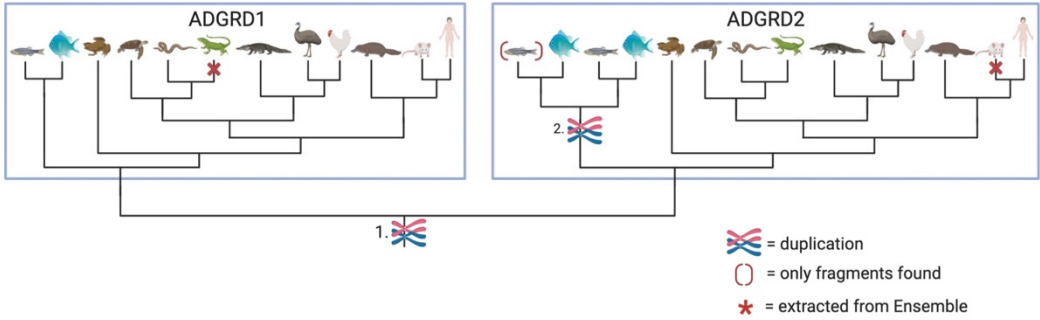 ADGRD1
ADGRD2
2.
1.
= duplication
= only fragments found
= extracted from Ensemble